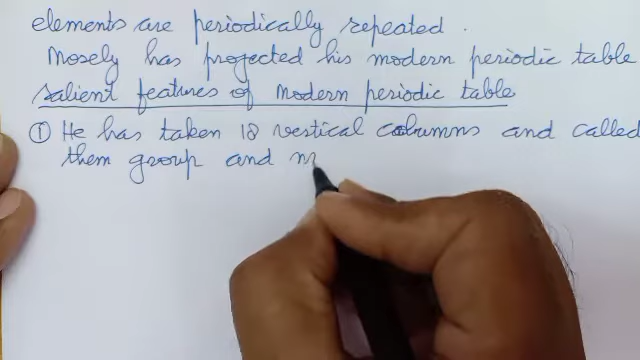 elements are periodically repeated.
Mosely has projected his modern periodic table
salient features of modern periodic table
① He has taken 18 vertical columns and called
them group and